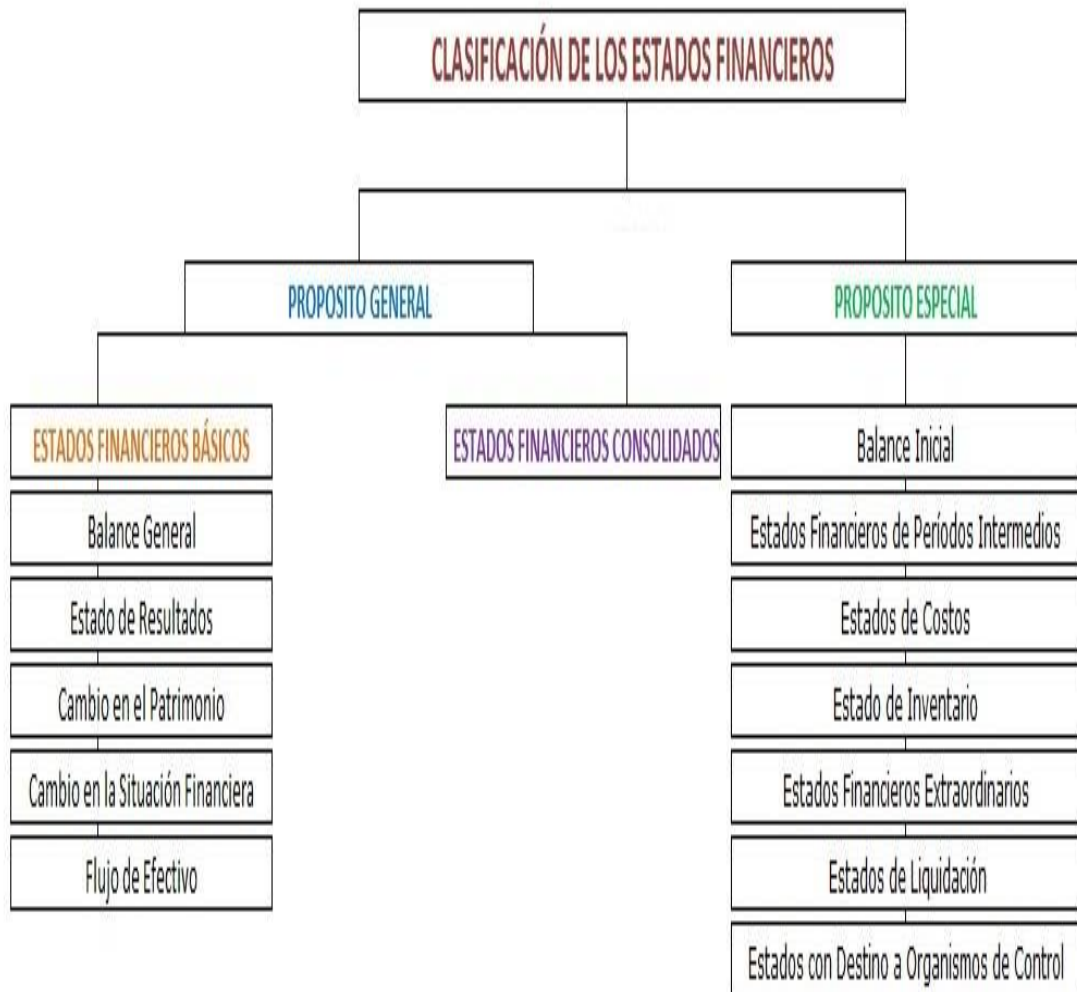 CLASIFICACIÓN DE LOS ESTADOS FINANCIEROS
PROPOSITO GENERAL
PROPOSITO ESPECIAL
ESTADOS FINANCIEROS BÁSICOS
ESTADOS FINANCIEROS CONSOLIDADOS
Balance Inicial
Balance General
Estados Financieros de Períodos Intermedios
Estado de Resultados
Estados de Costos
Cambio en el Patrimonio
Estado de Inventario
Cambio en la Situación Financiera
Estados Financieros Extraordinarios
Flujo de Efectivo
Estados de Liquidación
Estados con Destino a Organismos de Control